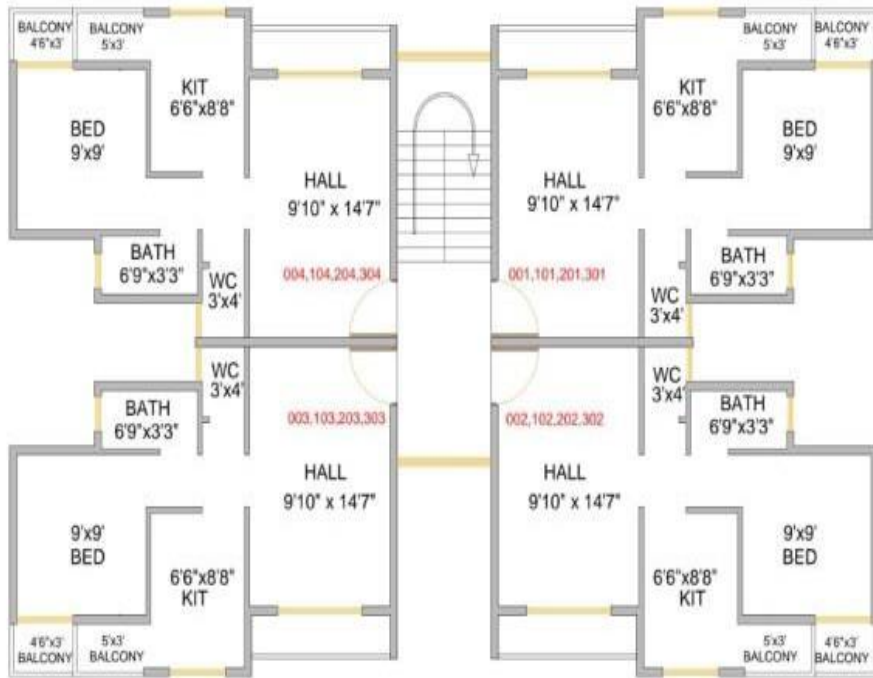 BALCONY
4'6"x3'
BALCONY
5'x3'
KIT
6'6"x8'8"
BED
9'x9'
HALL
9'10" x 14'7"
BATH
6'9"x3'3"
WC
3'x4'
004,104,204,304
BALCONY
5'x3'
BALCONY
4'6"x3'
KIT
6'6"x8'8"
BED
9'x9'
HALL
9'10" x 14'7"
BATH
6'9"x3'3"
WC
3'x4'
001,101,201,301
WC
3'x4'
BATH
6'9"x3'3"
003,103,203,303
HALL
9'10" x 14'7"
9'x9'
BED
6'6"x8'8"
KIT
4'6"x3'
BALCONY
5'x3'
BALCONY
WC
3'x4'
BATH
6'9"x3'3"
002,102,202,302
HALL
9'10" x 14'7"
9'x9'
BED
6'6"x8'8"
KIT
5'x3'
BALCONY
4'6"x3'
BALCONY